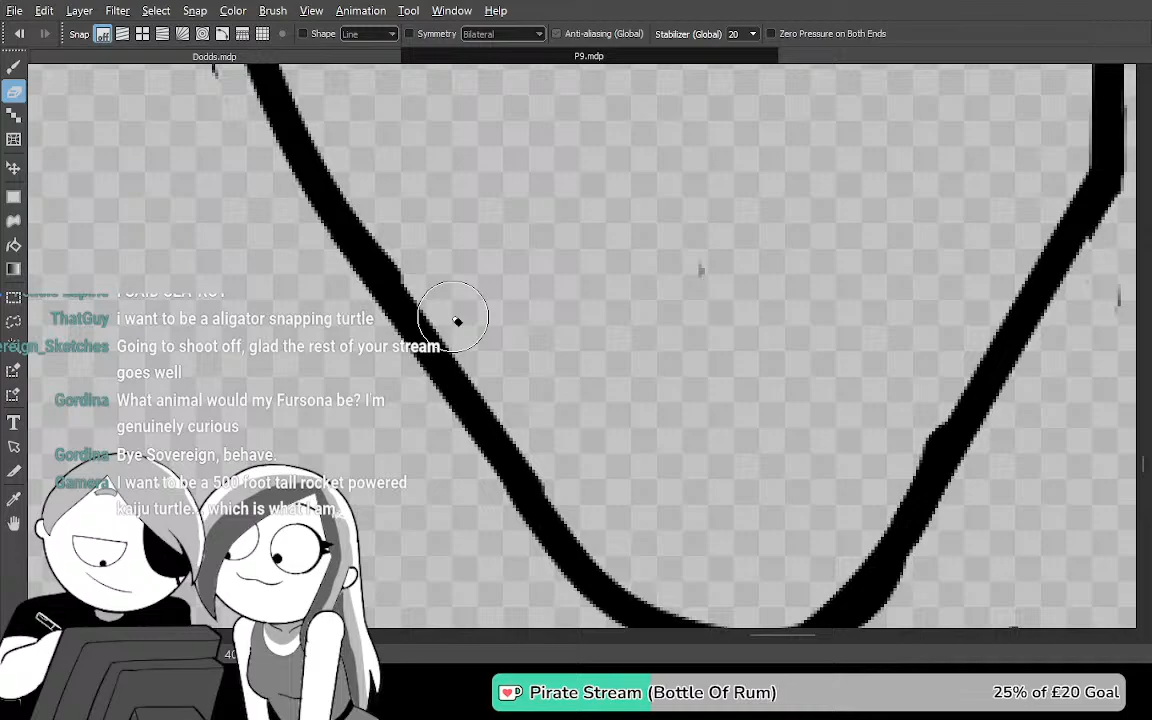 File Edit Layer Filter Select Snap Color Brush View Animation Tool Window Help
Snap off Shape Line Symmetry Bilateral Anti-aliasing (Global) Stabilizer (Global) 20 Zero Pressure on Both Ends
Dodds.mdp P9.mdp
ThatGuy i want to be a aligator snapping turtle
Going to shoot off, glad the rest of your stream
goes well
Gordina What animal would my Fursona be? I'm
genuinely curious
Gordina Bye Sovereign, behave.
Gamera I want to be a 500 foot tall rocket powered
kaiju turtle... which is what I am.
Pirate Stream (Bottle Of Rum) 25% of £20 Goal